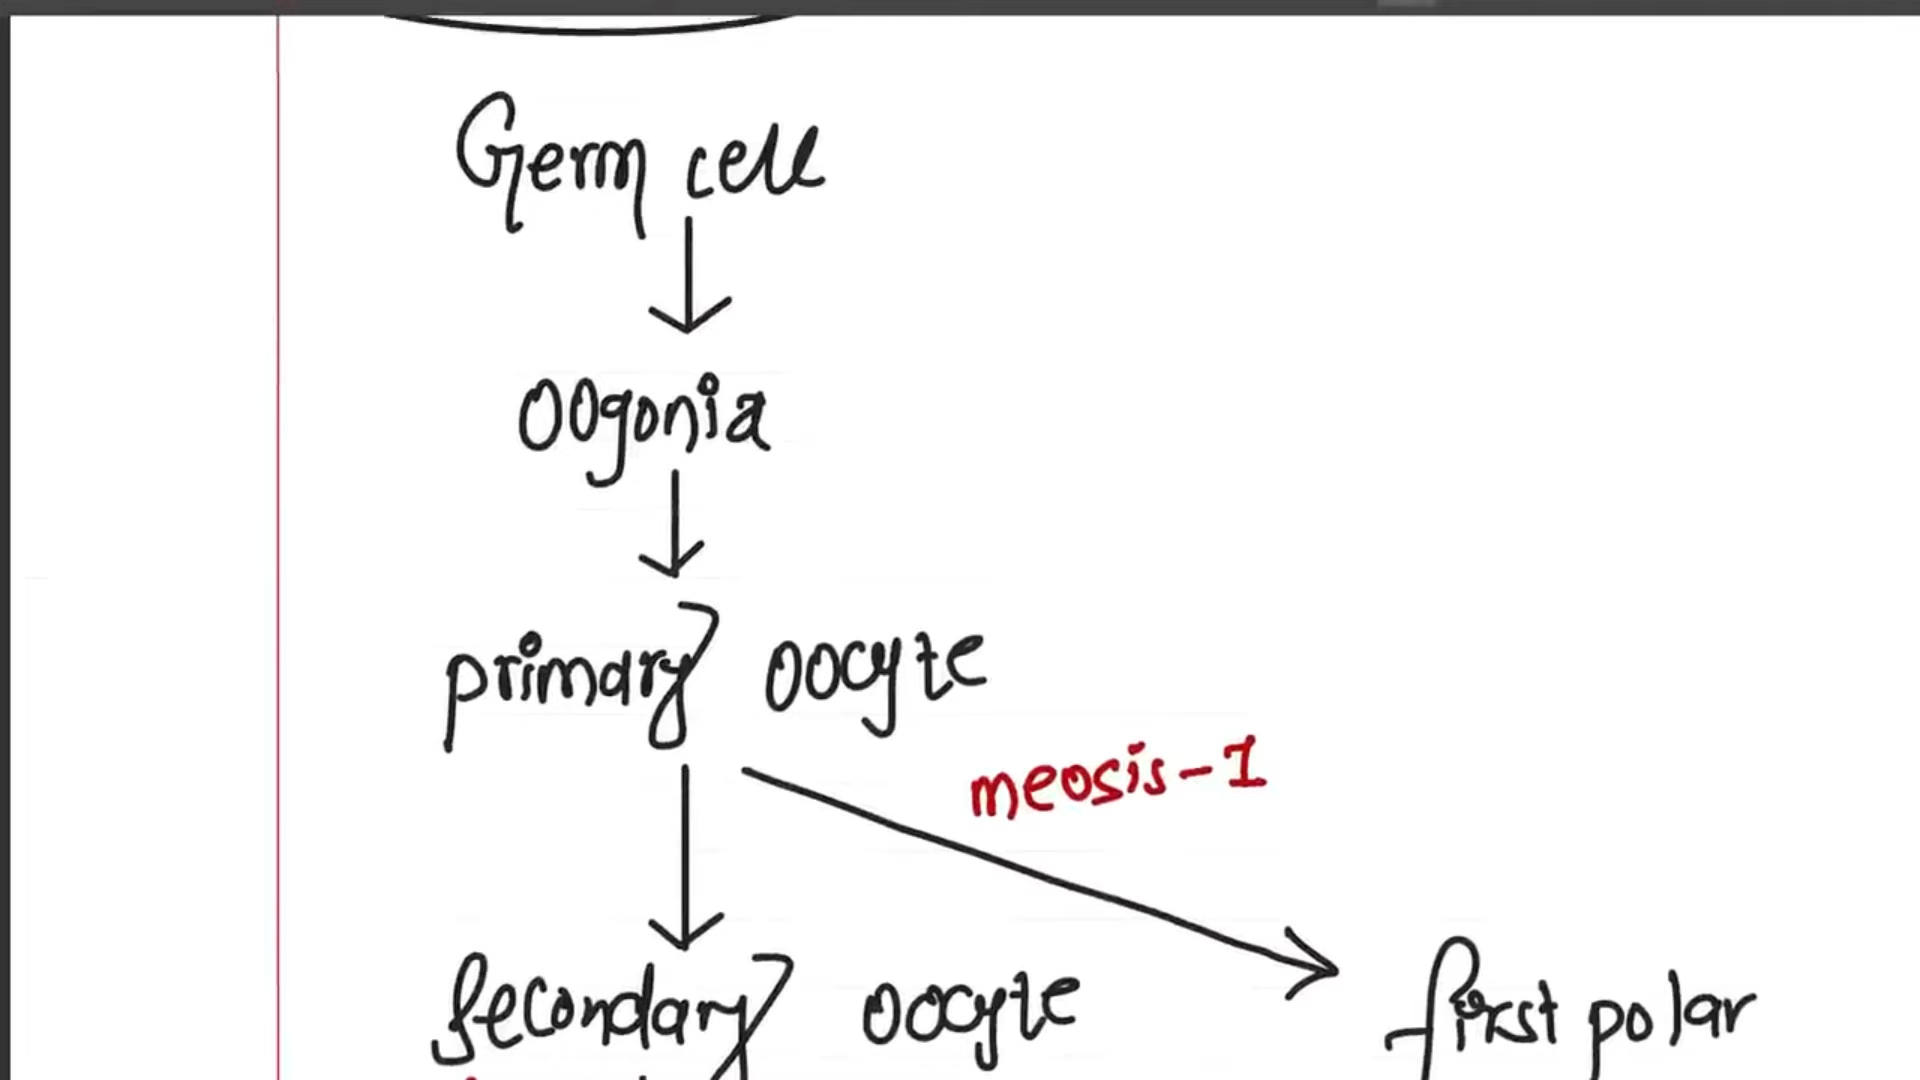 Germ cell
oogonia
primary oocyte
meosis-1
Secondary oocyte
first polar